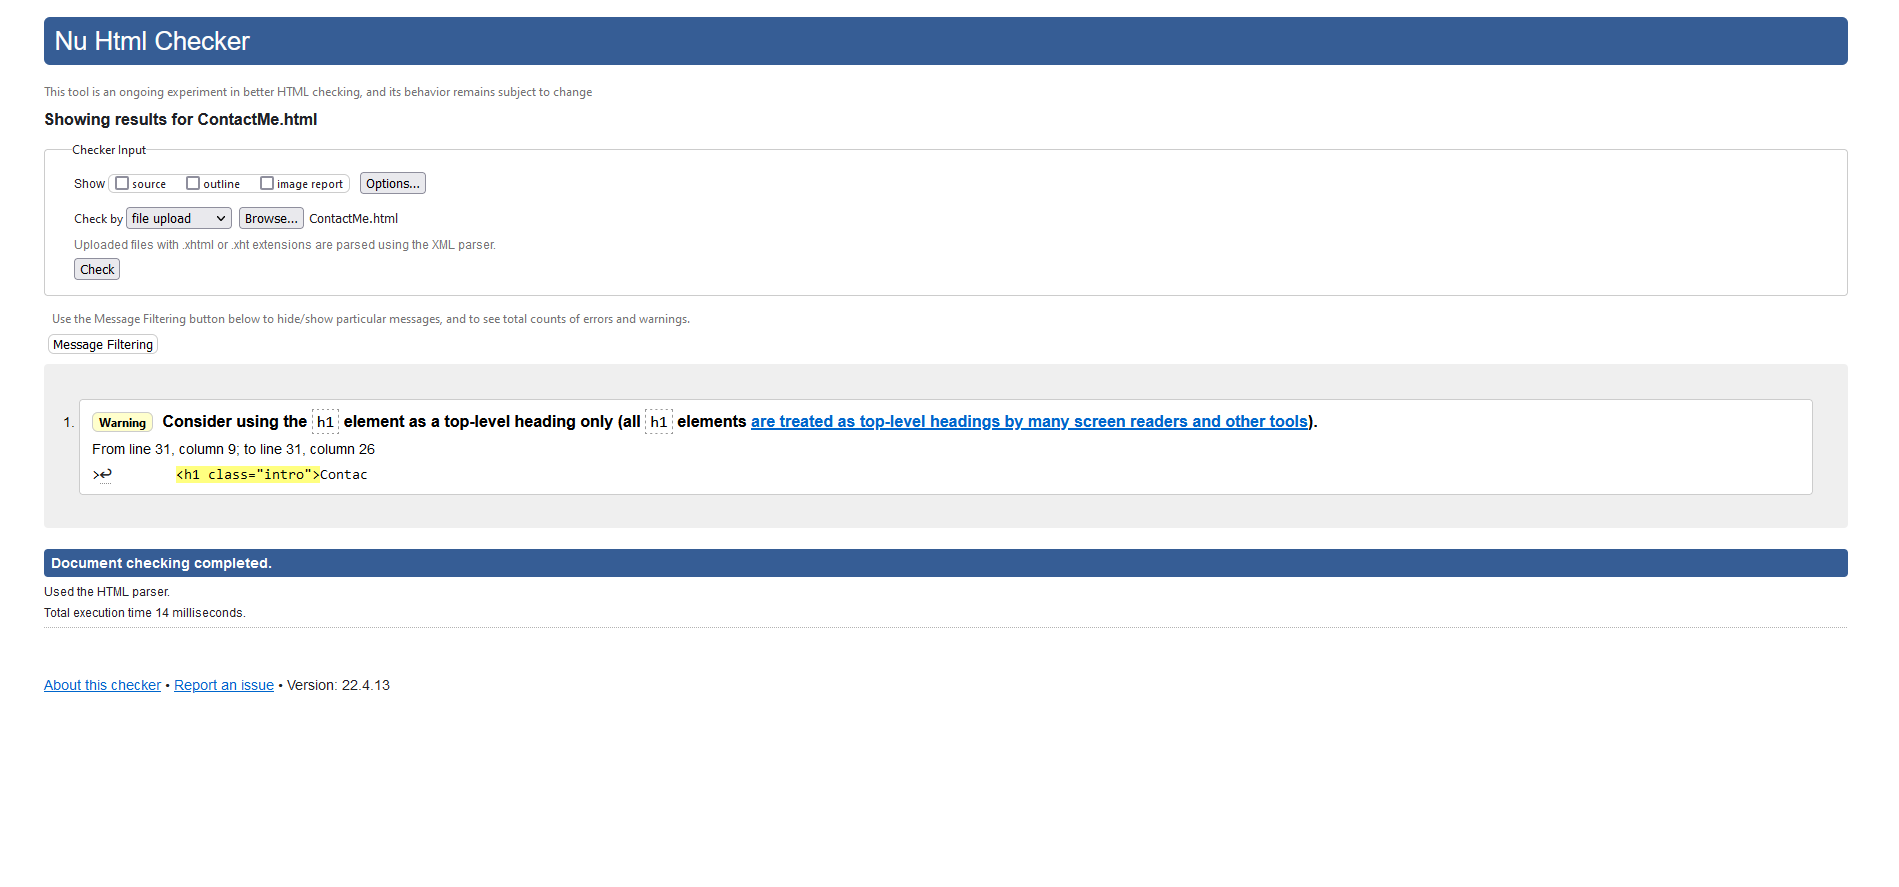 Nu Html Checker
This tool is an ongoing experiment in better HTML checking, and its behavior remains subject to change
Showing results for ContactMe.html
Checker Input
Show source outline image report Options...
Check by file upload Browse... ContactMe.html
Uploaded files with .xhtml or .xht extensions are parsed using the XML parser.
Check
Use the Message Filtering button below to hide/show particular messages, and to see total counts of errors and warnings.
Message Filtering
1. Warning Consider using the h1 element as a top-level heading only (all h1 elements are treated as top-level headings by many screen readers and other tools).
From line 31, column 9; to line 31, column 26
>↩ <h1 class="intro">Contac
Document checking completed.
Used the HTML parser.
Total execution time 14 milliseconds.
About this checker • Report an issue • Version: 22.4.13